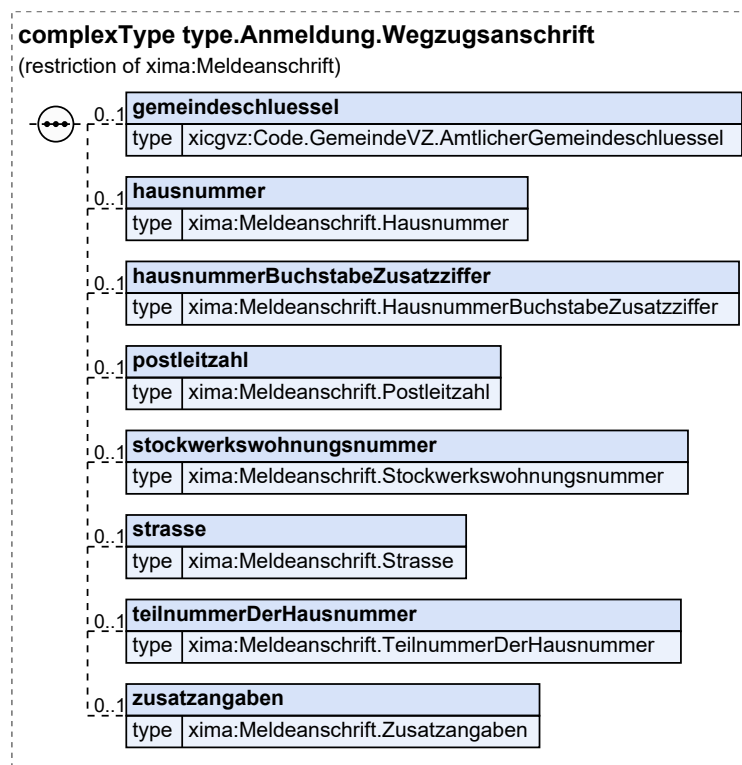 complexType type.Anmeldung.Wegzugsanschrift
(restriction of xima:Meldeanschrift)
0..1 gemeindeschluessel
type xicgvz:Code.GemeindeVZ.AmtlicherGemeindeschluessel
0..1 hausnummer
type xima:Meldeanschrift.Hausnummer
0..1 hausnummerBuchstabeZusatzziffer
type xima:Meldeanschrift.HausnummerBuchstabeZusatzziffer
0..1 postleitzahl
type xima:Meldeanschrift.Postleitzahl
0..1 stockwerkswohnungsnummer
type xima:Meldeanschrift.Stockwerkswohnungsnummer
0..1 strasse
type xima:Meldeanschrift.Strasse
0..1 teilnummerDerHausnummer
type xima:Meldeanschrift.TeilnummerDerHausnummer
0..1 zusatzangaben
type xima:Meldeanschrift.Zusatzangaben